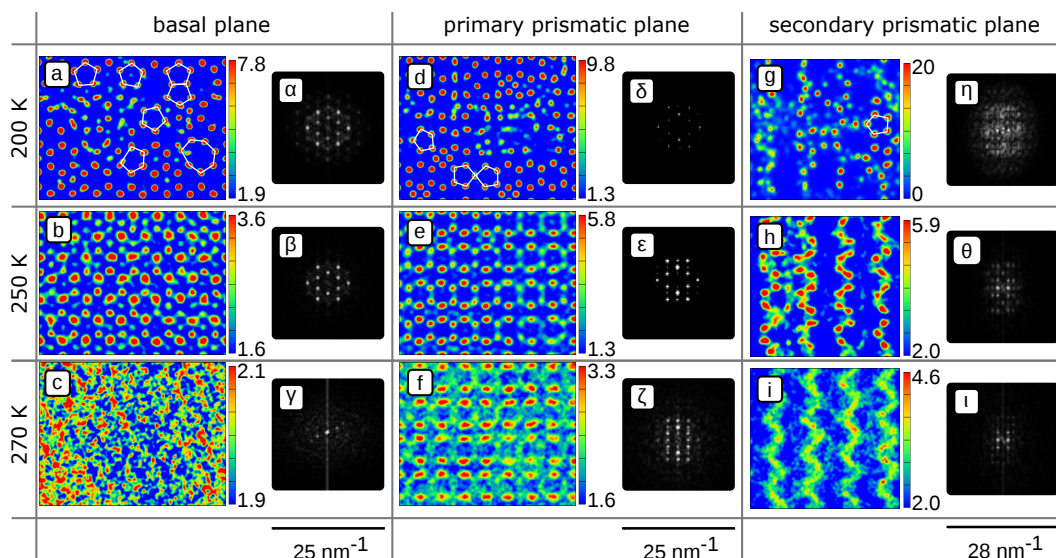 basal plane primary prismatic plane secondary prismatic plane
200 K
a 7.8 1.9 α
d 9.8 1.3 δ
g 20 0 η
250 K
b 3.6 1.6 β
e 5.8 1.3 ε
h 5.9 2.0 θ
270 K
c 2.1 1.9 γ
f 3.3 1.6 ζ
i 4.6 2.0 ι
25 nm⁻¹ 25 nm⁻¹ 28 nm⁻¹